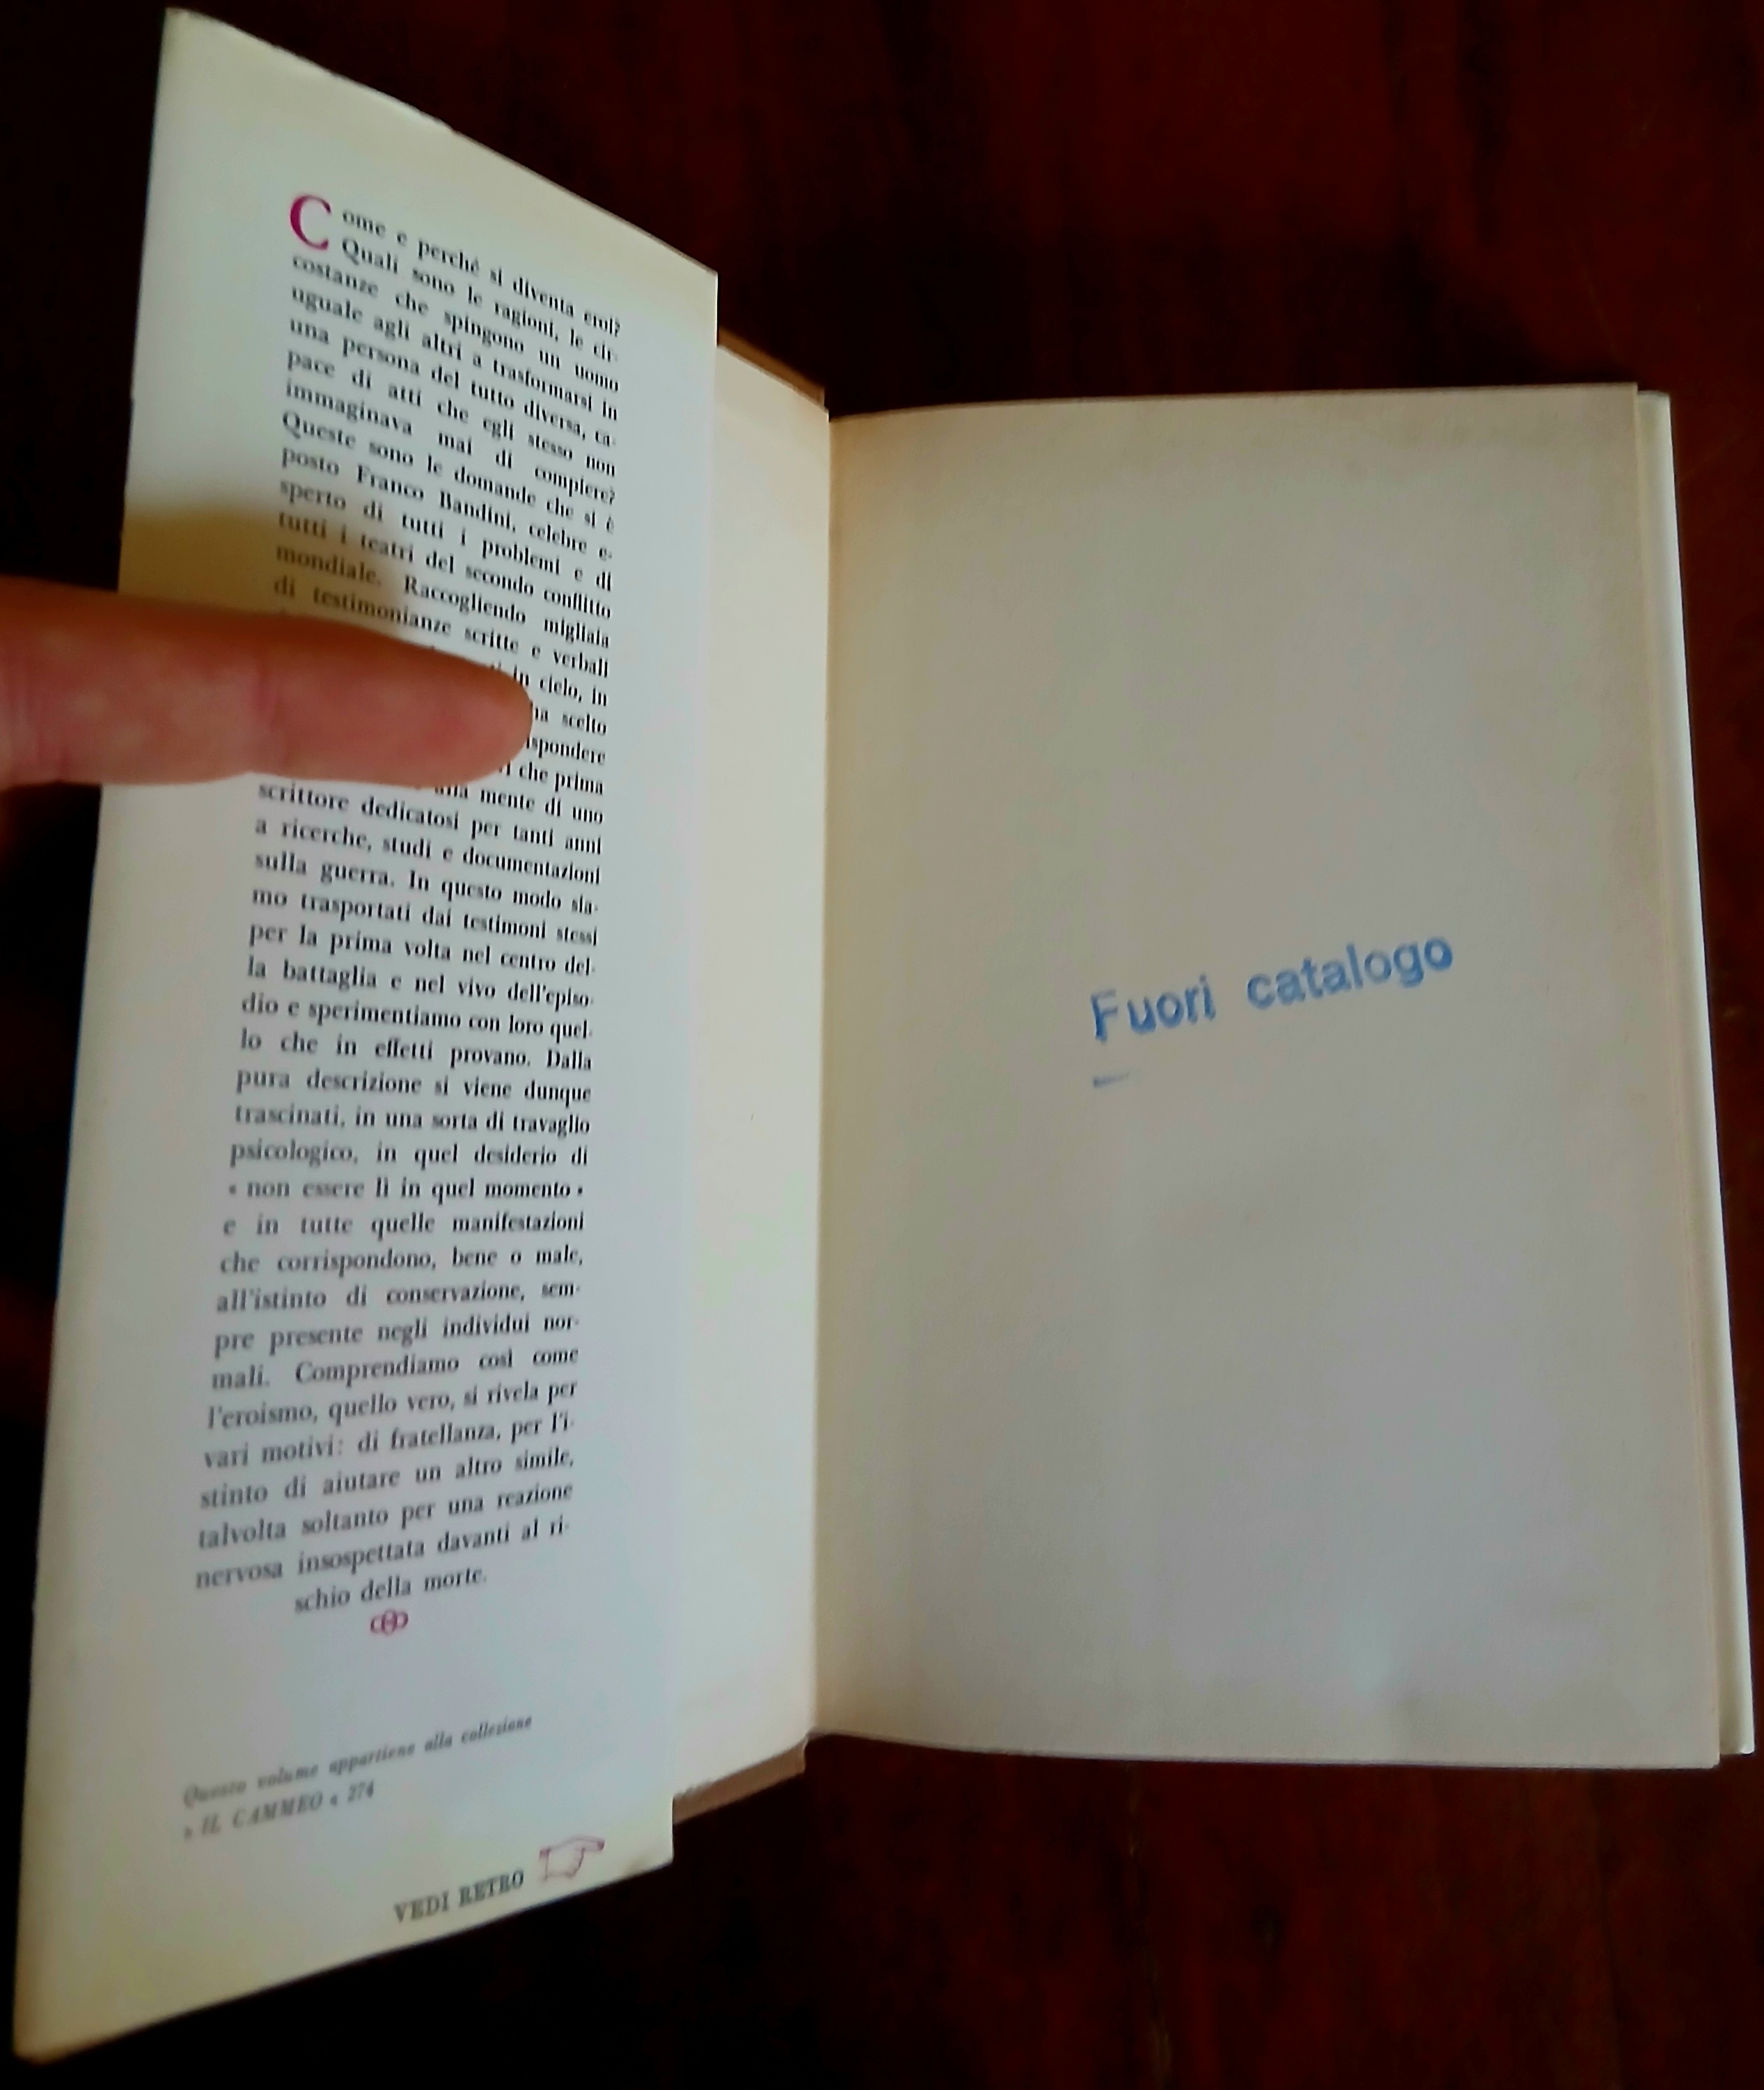 Come e perché si diventa eroi?
Quali sono le ragioni, le cir-
costanze che spingono un uomo
uguale agli altri a trasformarsi in
una persona del tutto diversa, ca-
pace di atti che egli stesso non
immaginava mai di compiere?
Queste sono le domande che si è
posto Franco Bandini, celebre e-
sperto di tutti i problemi e di
tutti i teatri del secondo conflitto
mondiale. Raccogliendo migliaia
di testimonianze scritte e verbali
in cielo, in
ha scelto
che prima
mente di uno
scrittore dedicatosi per tanti anni
a ricerche, studi e documentazioni
sulla guerra. In questo modo sia-
mo trasportati dai testimoni stessi
per la prima volta nel centro del-
la battaglia e nel vivo dell'episo-
dio e sperimentiamo con loro quel-
lo che in effetti provano. Dalla
pura descrizione si viene dunque
trascinati, in una sorta di travaglio
psicologico, in quel desiderio di
« non essere lì in quel momento »
e in tutte quelle manifestazioni
che corrispondono, bene o male,
all'istinto di conservazione, sem-
pre presente negli individui nor-
mali. Comprendiamo così come
l'eroismo, quello vero, si rivela per
vari motivi: di fratellanza, per l'i-
stinto di aiutare un altro simile,
talvolta soltanto per una reazione
nervosa insospettata davanti al ri-
schio della morte.
Questo volume appartiene alla collezione
» IL CAMMEO « 274
VEDI RETRO
Fuori catalogo